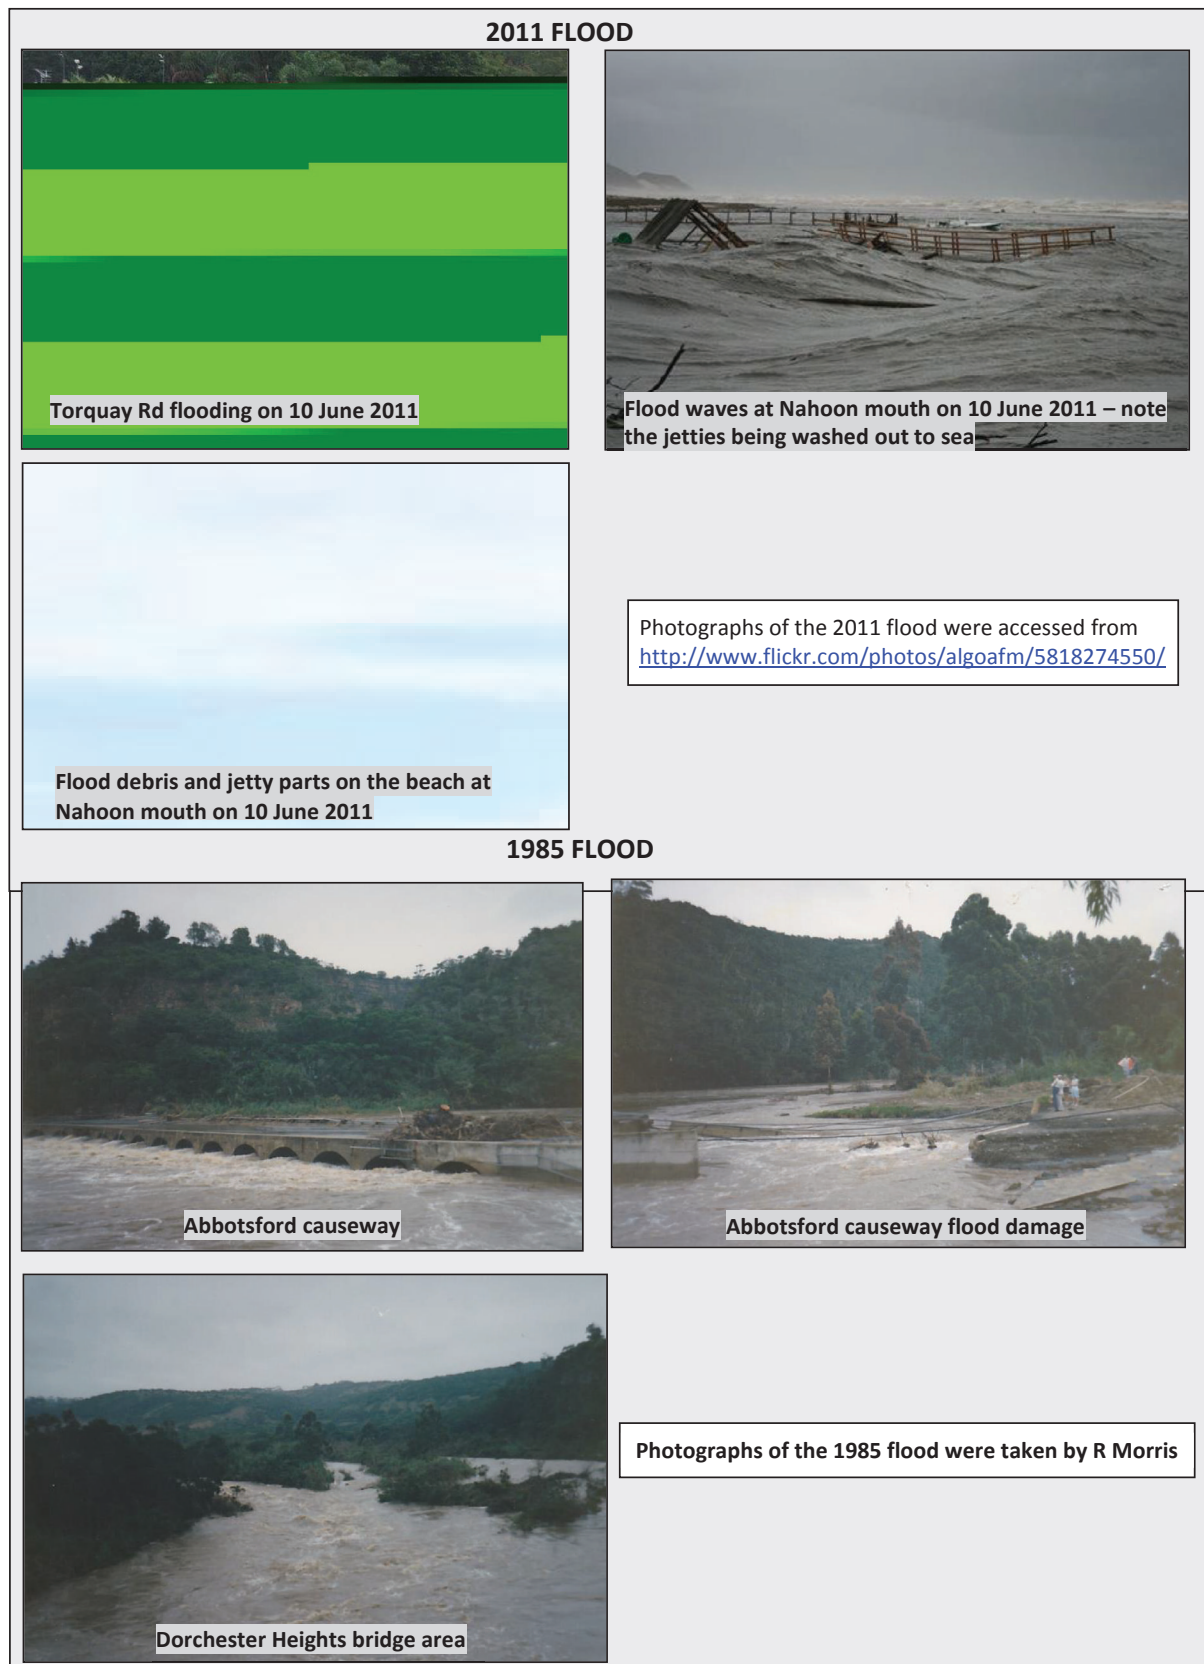 2011 FLOOD
Torquay Rd flooding on 10 June 2011
Flood waves at Nahoon mouth on 10 June 2011 – note
the jetties being washed out to sea
Flood debris and jetty parts on the beach at
Nahoon mouth on 10 June 2011
Photographs of the 2011 flood were accessed from
http://www.flickr.com/photos/algoafm/5818274550/
1985 FLOOD
Abbotsford causeway
Abbotsford causeway flood damage
Dorchester Heights bridge area
Photographs of the 1985 flood were taken by R Morris